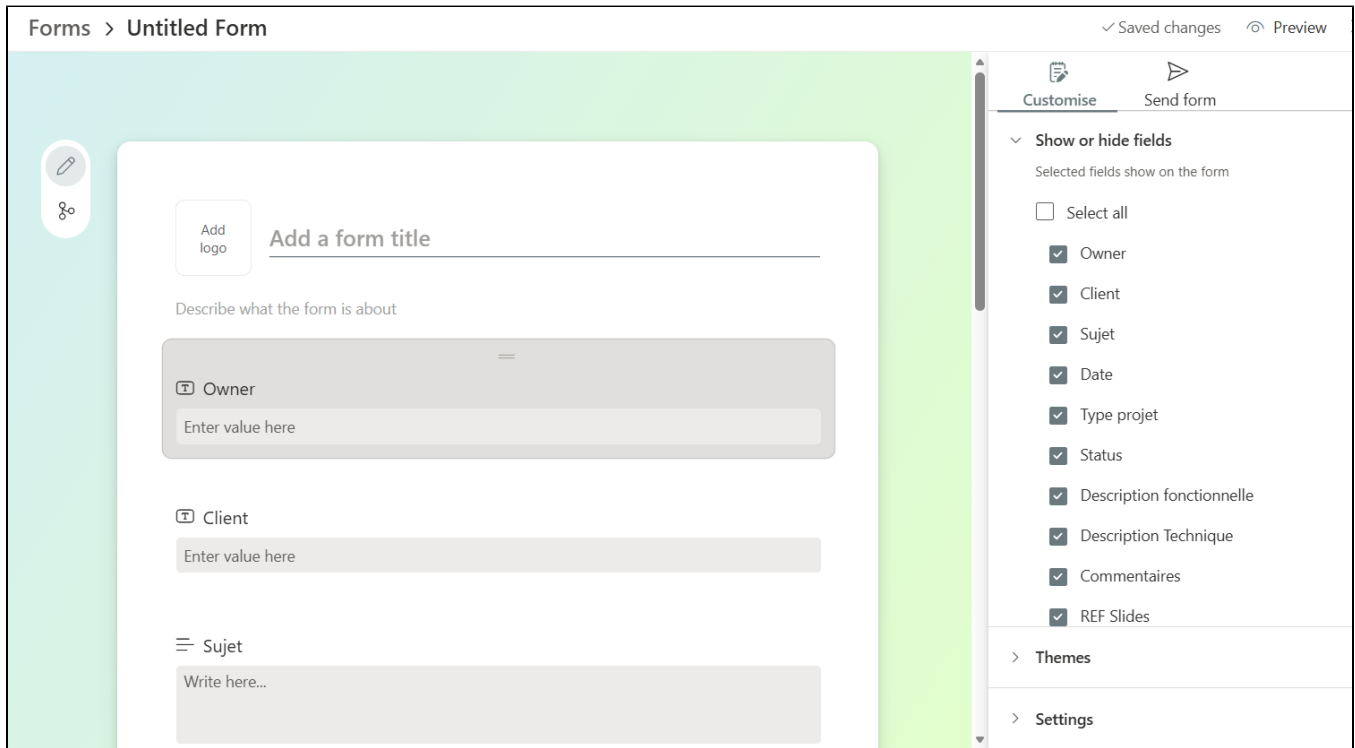 Forms > Untitled Form
Saved changes
Preview
Customise
Send form
Show or hide fields
Selected fields show on the form
Select all
Owner
Client
Sujet
Date
Type projet
Status
Description fonctionnelle
Description Technique
Commentaires
REF Slides
Themes
Settings
Add
logo
Add a form title
Describe what the form is about
Owner
Enter value here
Client
Enter value here
Sujet
Write here...